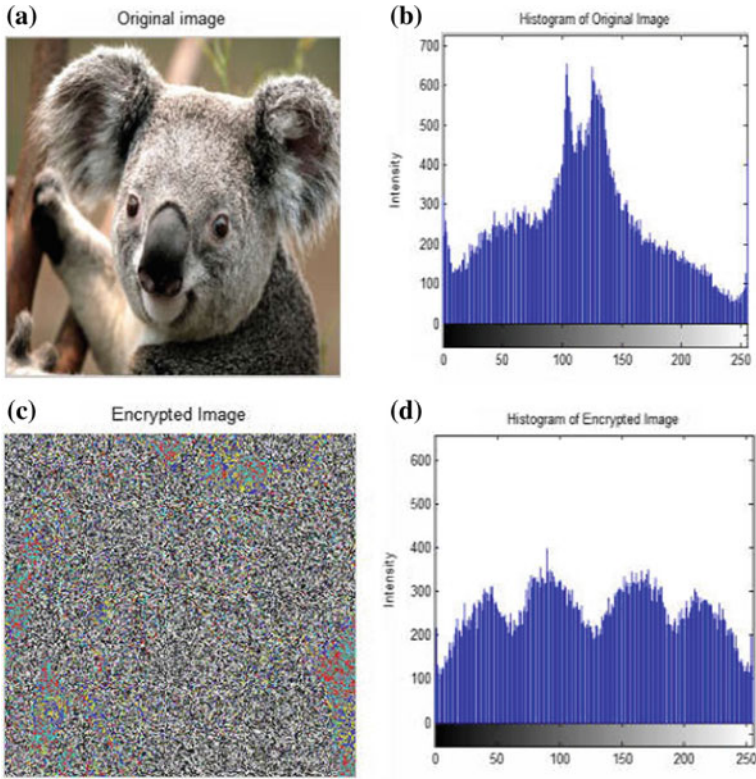 (a)
Original image
(b)
Histogram of Original Image
700
600
500
400
300
200
100
0
Intensity
0 50 100 150 200 250
(c)
Encrypted Image
(d)
Histogram of Encrypted Image
600
500
400
300
200
100
0
Intensity
0 50 100 150 200 250